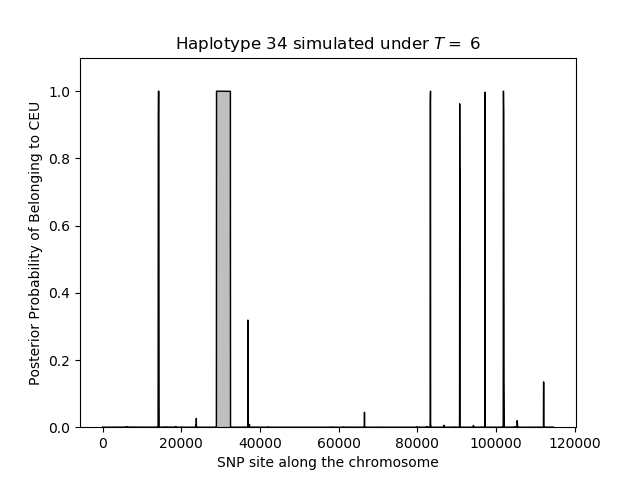 Haplotype 34 simulated under T = 6
Posterior Probability of Belonging to CEU
1.0
0.8
0.6
0.4
0.2
0.0
0 20000 40000 60000 80000 100000 120000
SNP site along the chromosome